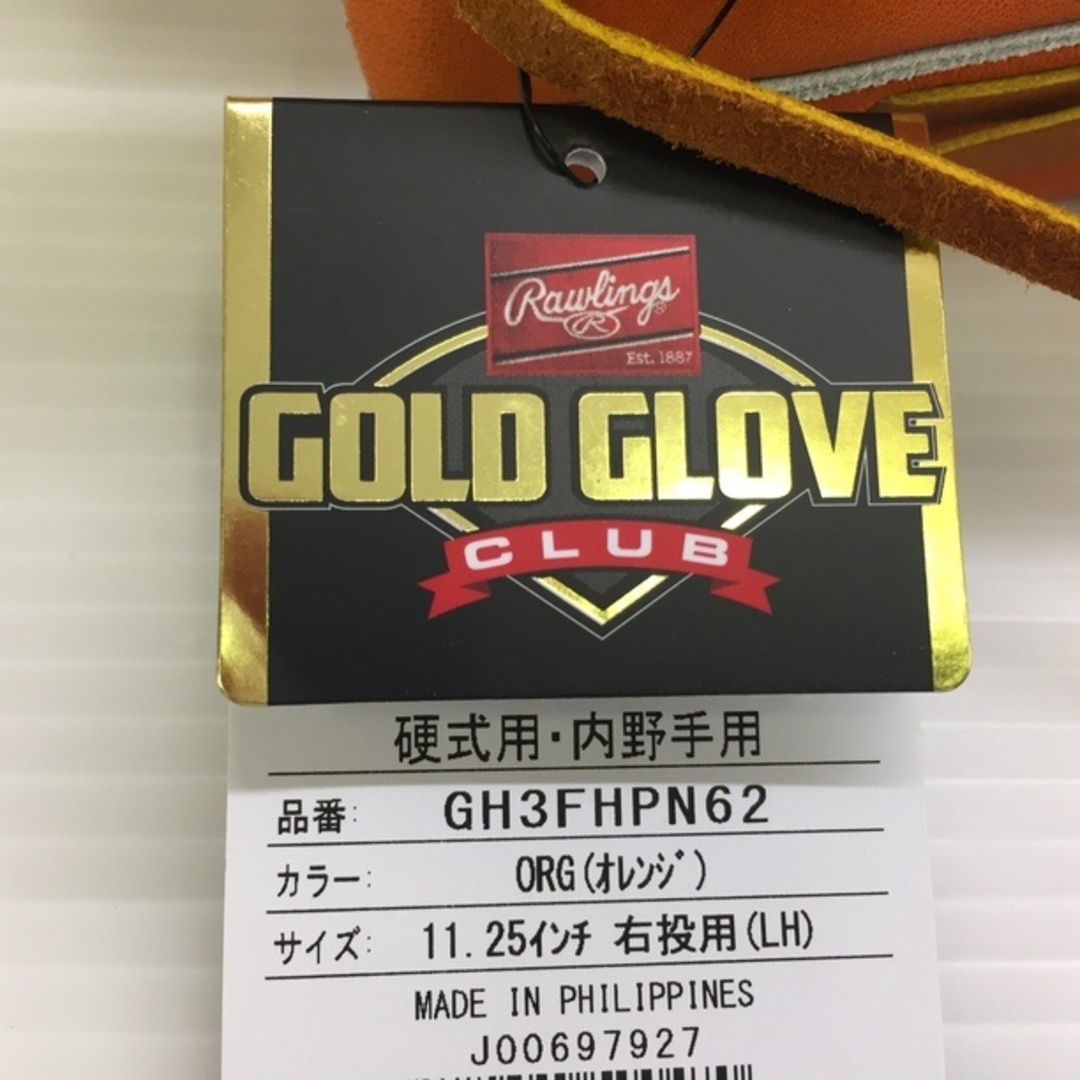 Rawlings
R
Est. 1887
GOLD GLOVE
CLUB
硬式用・内野手用
品番: GH3FHPN62
カラー: ORG(オレンジ)
サイズ: 11.25インチ 右投用(LH)
MADE IN PHILIPPINES
J00697927